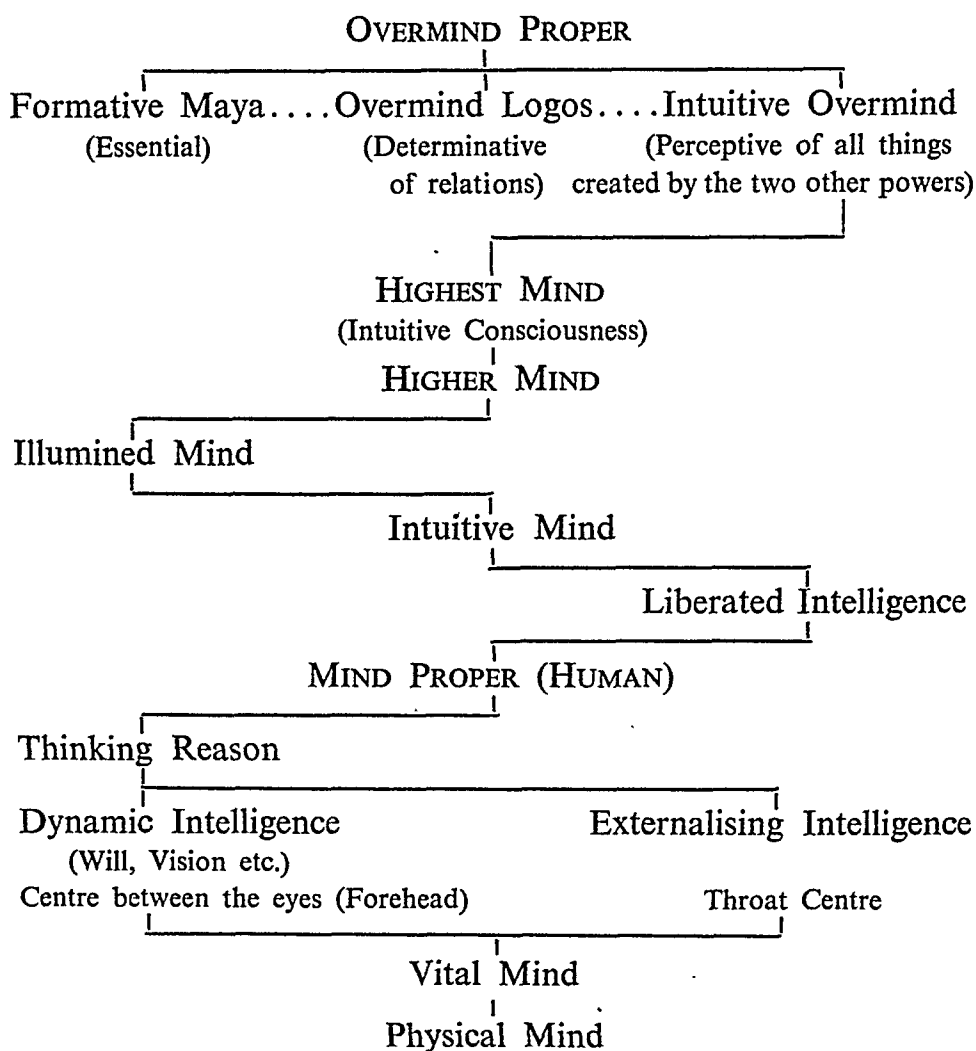 OVERMIND PROPER
Formative Maya....Overmind Logos....Intuitive Overmind
(Essential) (Determinative (Perceptive of all things
of relations) created by the two other powers)
HIGHEST MIND
(Intuitive Consciousness)
HIGHER MIND
Illumined Mind
Intuitive Mind
Liberated Intelligence
MIND PROPER (HUMAN)
Thinking Reason
Dynamic Intelligence Externalising Intelligence
(Will, Vision etc.)
Centre between the eyes (Forehead) Throat Centre
Vital Mind
Physical Mind